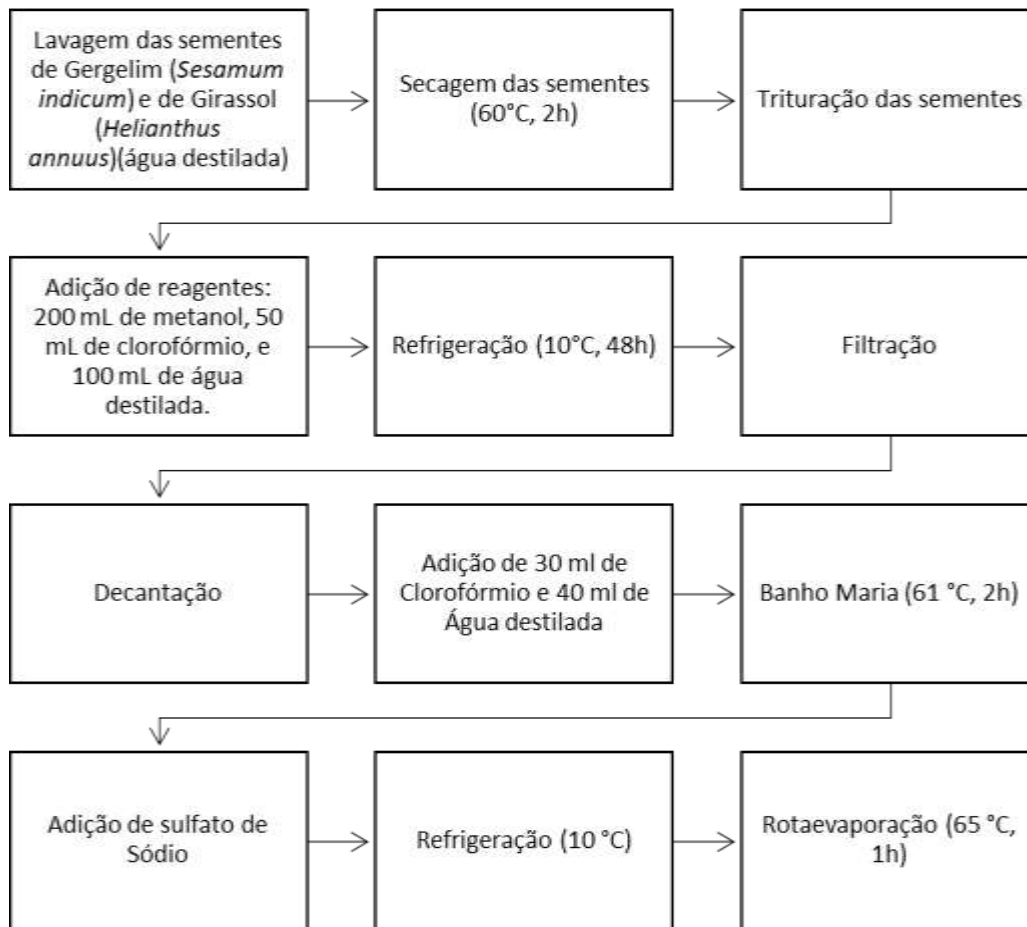 Lavagem das sementes
de Gergelim (Sesamum
indicum) e de Girassol
(Helianthus
annuus)(água destilada)
Secagem das sementes
(60°C, 2h)
Trituração das sementes
Adição de reagentes:
200 mL de metanol, 50
mL de clorofórmio, e
100 mL de água
destilada.
Refrigeração (10°C, 48h)
Filtração
Decantação
Adição de 30 ml de
Clorofórmio e 40 ml de
Água destilada
Banho Maria (61 °C, 2h)
Adição de sulfato de
Sódio
Refrigeração (10 °C)
Rotaevaporação (65 °C,
1h)